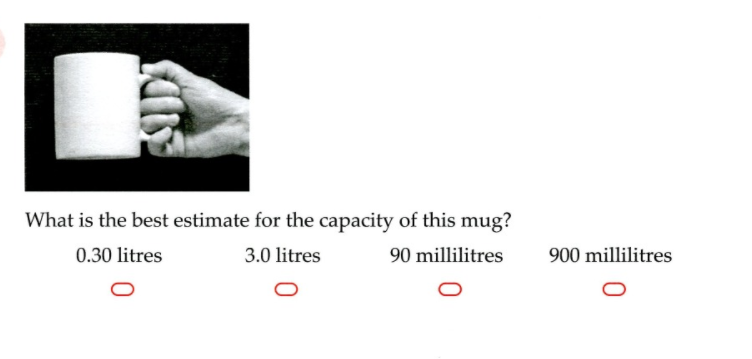 What is the best estimate for the capacity of this mug?
0.30 litres 3.0 litres 90 millilitres 900 millilitres